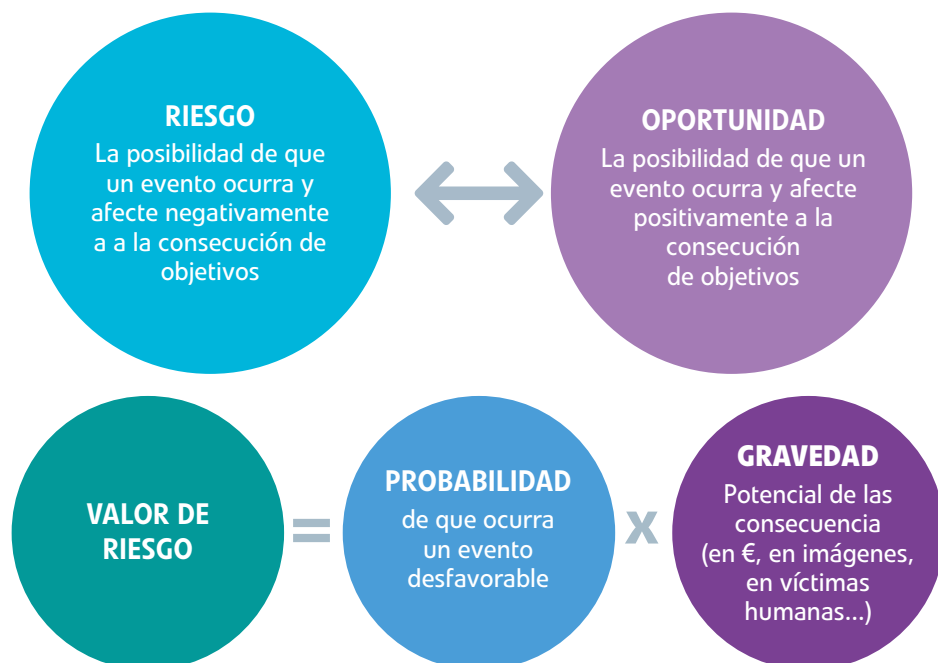 RIESGO
La posibilidad de que
un evento ocurra y
afecte negativamente
a a la consecución de
objetivos
OPORTUNIDAD
La posibilidad de que un
evento ocurra y afecte
positivamente a la
consecución
de objetivos
VALOR DE
RIESGO
=
PROBABILIDAD
de que ocurra
un evento
desfavorable
X
GRAVEDAD
Potencial de las
consecuencia
(en €, en imágenes,
en víctimas
humanas...)